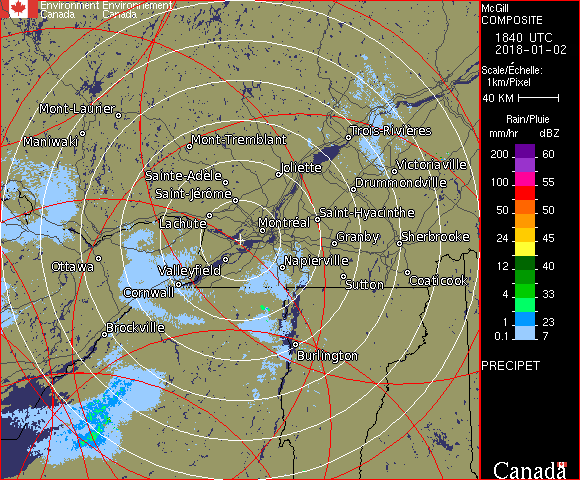 Environment Environnement
Canada Canada
Mont-Laurier
Maniwaki
Mont-Tremblant
Trois-Rivières
Joliette
Victoriaville
Sainte-Adèle
Drummondville
Saint-Jérôme
Lachute
Saint-Hyacinthe
Montréal
Granby
Sherbrooke
Ottawa
Valleyfield
Napierville
Cornwall
Sutton
Coaticook
Brockville
Burlington
McGill
COMPOSITE
1840 UTC
2018-01-02
Scale/Échelle:
1km/Pixel
40 KM
Rain/Pluie
mm/hr dBZ
200 60
100 55
50 50
24 45
12 40
4 33
1 23
0.1 7
PRECIPET
Canada